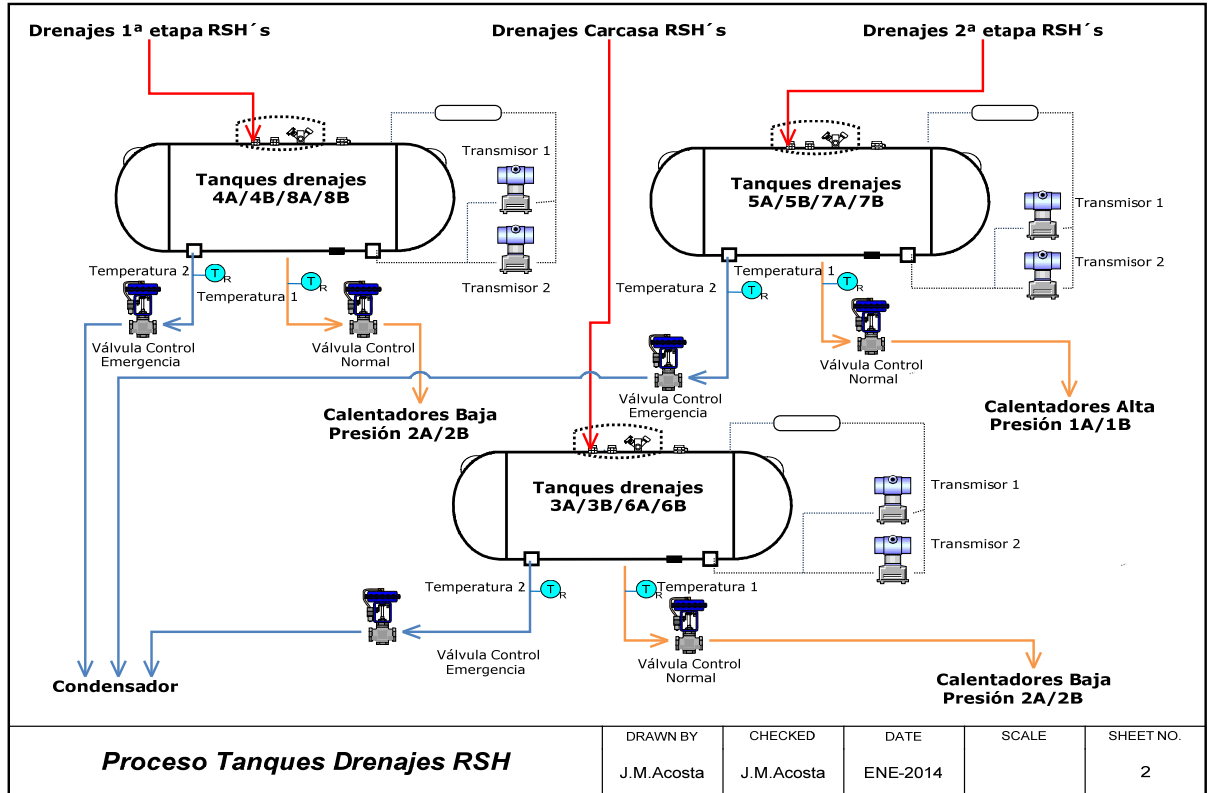 Drenajes 1ª etapa RSH´s
Drenajes Carcasa RSH´s
Drenajes 2ª etapa RSH´s
Transmisor 1
Tanques drenajes
4A/4B/8A/8B
Transmisor 2
Tanques drenajes
5A/5B/7A/7B
Transmisor 1
Transmisor 2
Temperatura 2
T
R
Temperatura 1
T
R
Válvula Control
Emergencia
Válvula Control
Normal
Calentadores Baja
Presión 2A/2B
Temperatura 1
T
R
Temperatura 2
T
R
Válvula Control
Emergencia
Válvula Control
Normal
Calentadores Alta
Presión 1A/1B
Tanques drenajes
3A/3B/6A/6B
Transmisor 1
Transmisor 2
Temperatura 2
T
R
T
R
Temperatura 1
Válvula Control
Emergencia
Válvula Control
Normal
Condensador
Calentadores Baja
Presión 2A/2B
Proceso Tanques Drenajes RSH
DRAWN BY
J.M.Acosta
CHECKED
J.M.Acosta
DATE
ENE-2014
SCALE
SHEET NO.
2